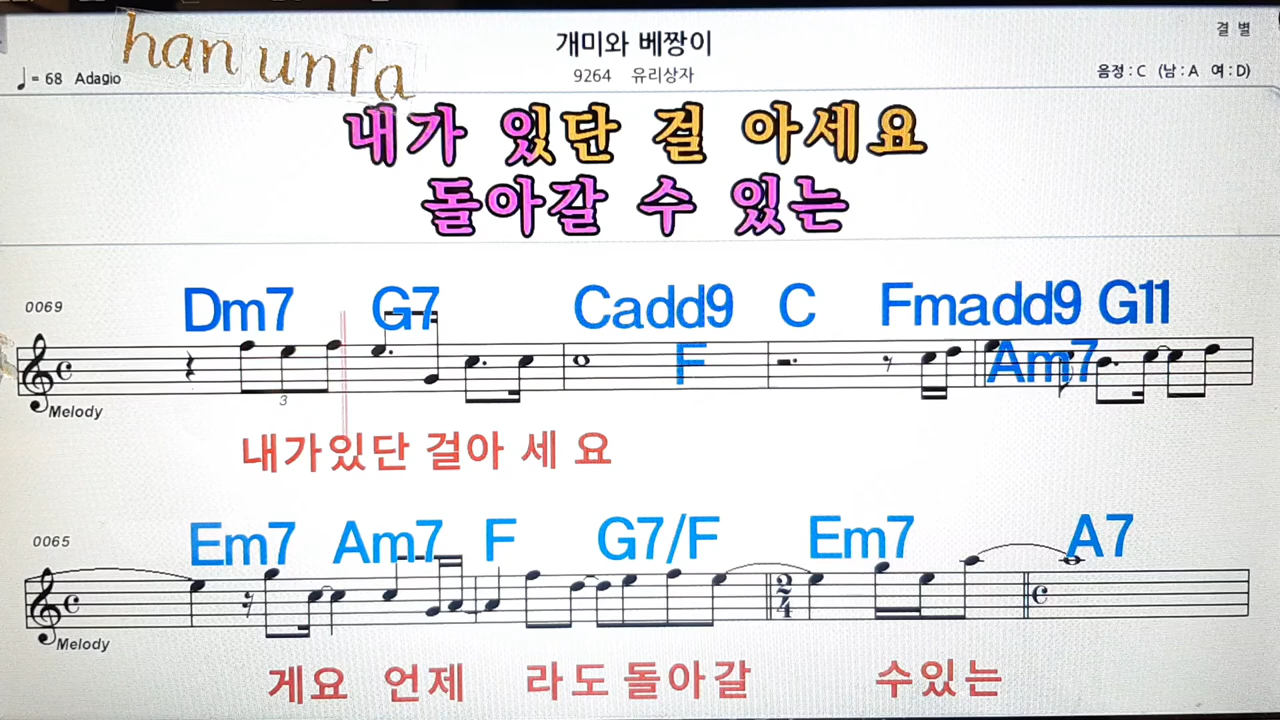 han unfa
개미와 베짱이
결 별
♩= 68 Adagio
9264 유리상자
음정 : C (남 : A 여 : D)
내가 있단 걸 아세요
돌아갈 수 있는
0069
Dm7 G7 Cadd9 C Fmadd9 G11
F Am7
3
Melody
내가있단 걸아 세 요
0065
Em7 Am7 F G7/F Em7 A7
2
4
Melody
게요 언제 라도 돌아갈 수있는